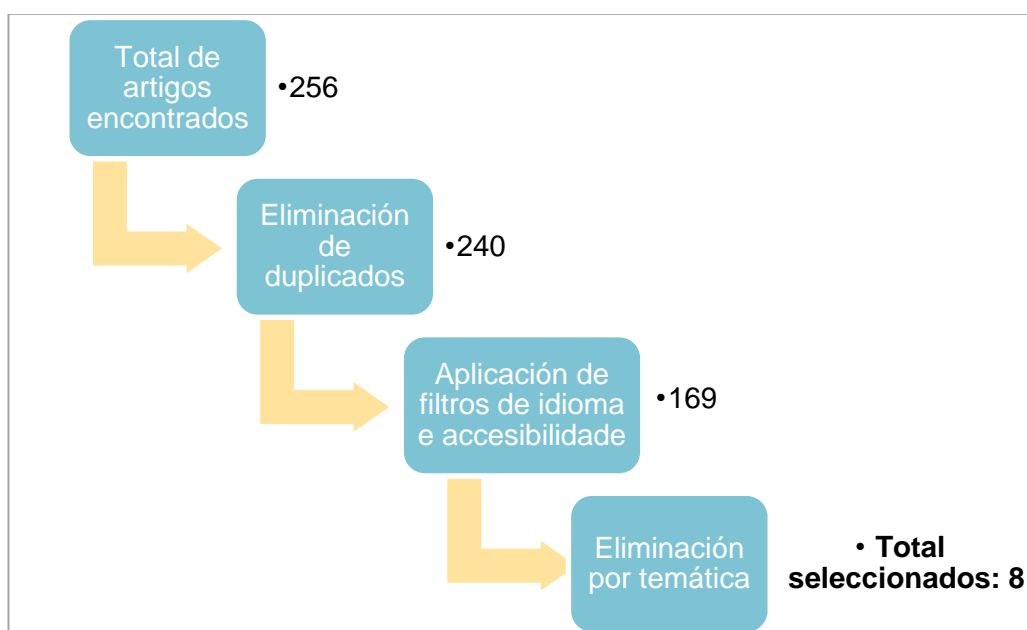 Total de
artigos
encontrados
•256
Eliminación
de
duplicados
•240
Aplicación de
filtros de idioma
e accesibilidade
•169
Eliminación
por temática
• Total
seleccionados: 8